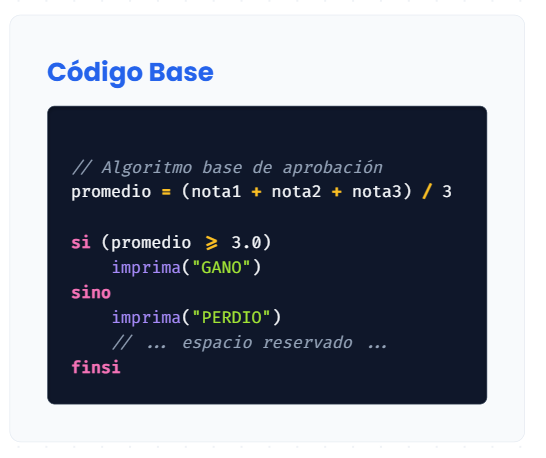 Código Base
// Algoritmo base de aprobación
promedio = (nota1 + nota2 + nota3) / 3
si (promedio >= 3.0)
imprima("GANO")
sino
imprima("PERDIO")
// ... espacio reservado ...
finsi